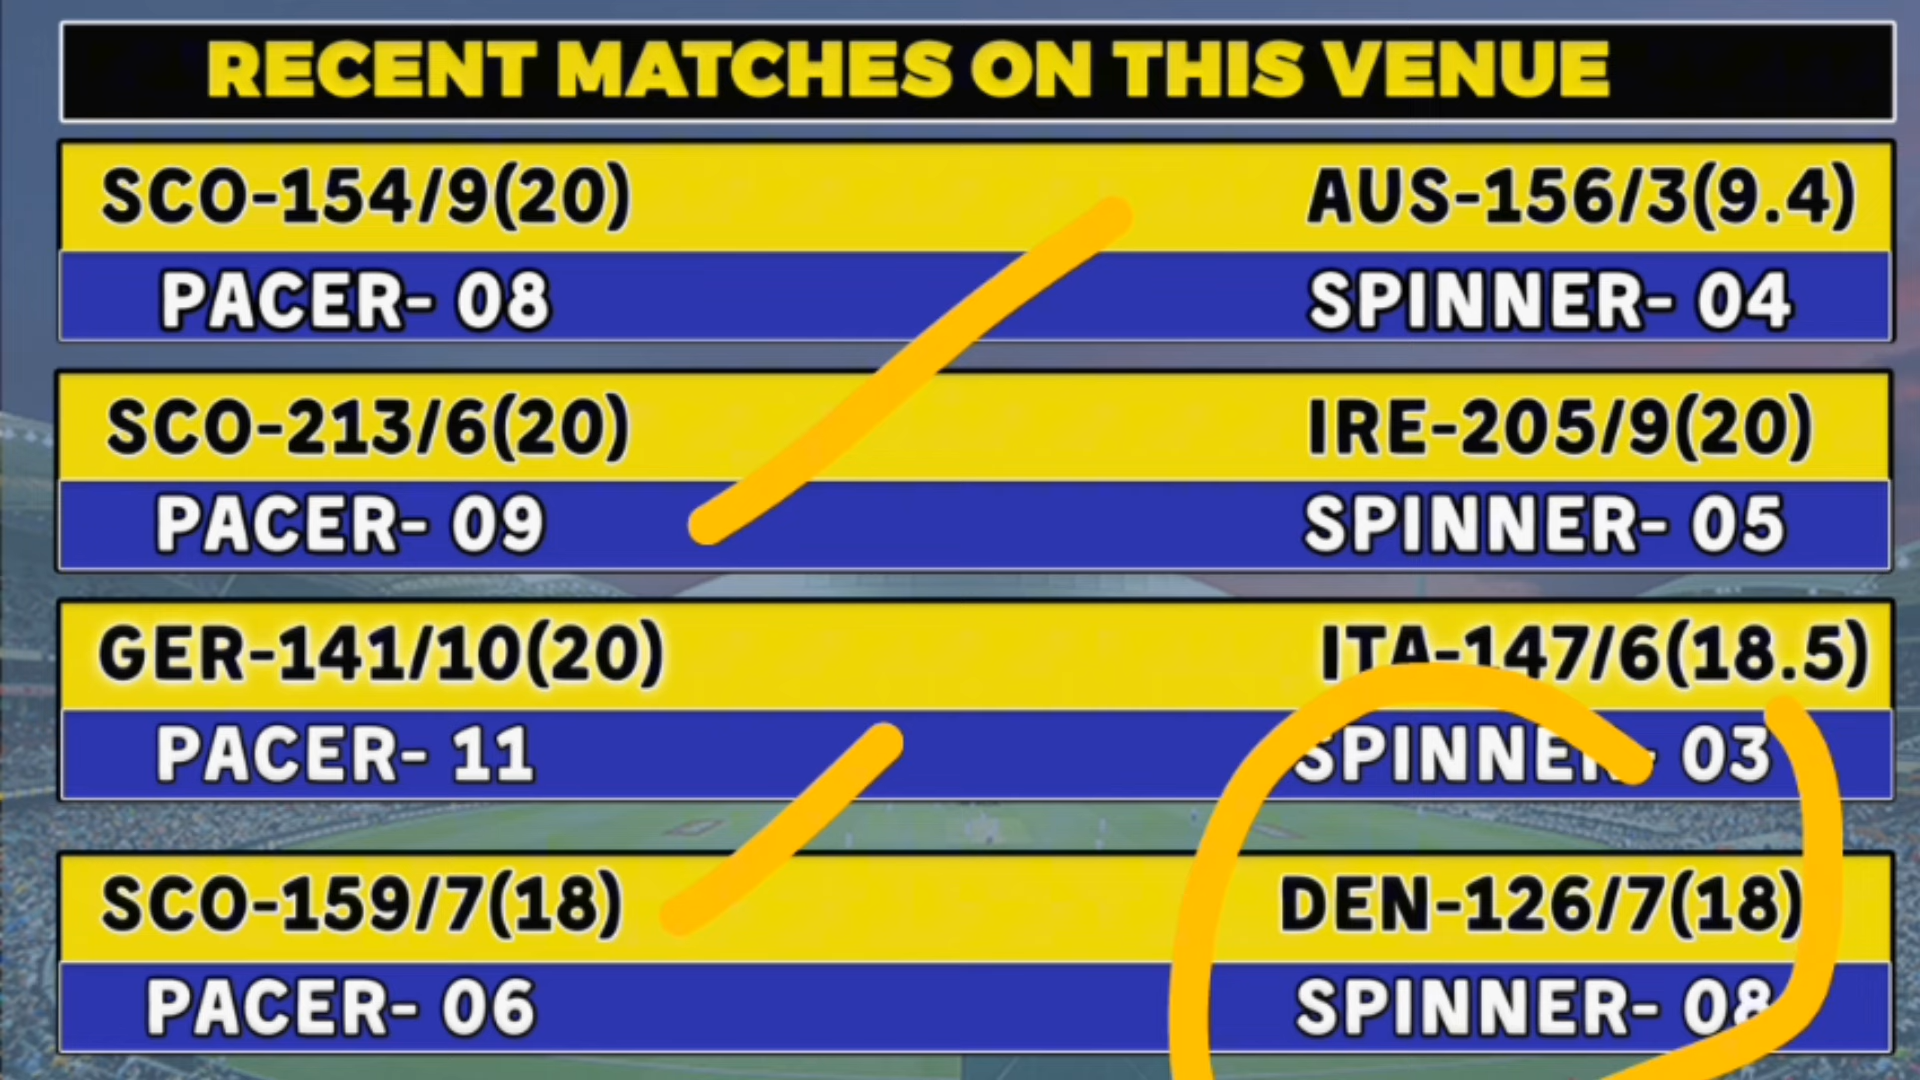 RECENT MATCHES ON THIS VENUE
SCO-154/9(20) AUS-156/3(9.4)
PACER- 08 SPINNER- 04
SCO-213/6(20) IRE-205/9(20)
PACER- 09 SPINNER- 05
GER-141/10(20) ITA-147/6(18.5)
PACER- 11 SPINNER- 03
SCO-159/7(18) DEN-126/7(18)
PACER- 06 SPINNER- 08